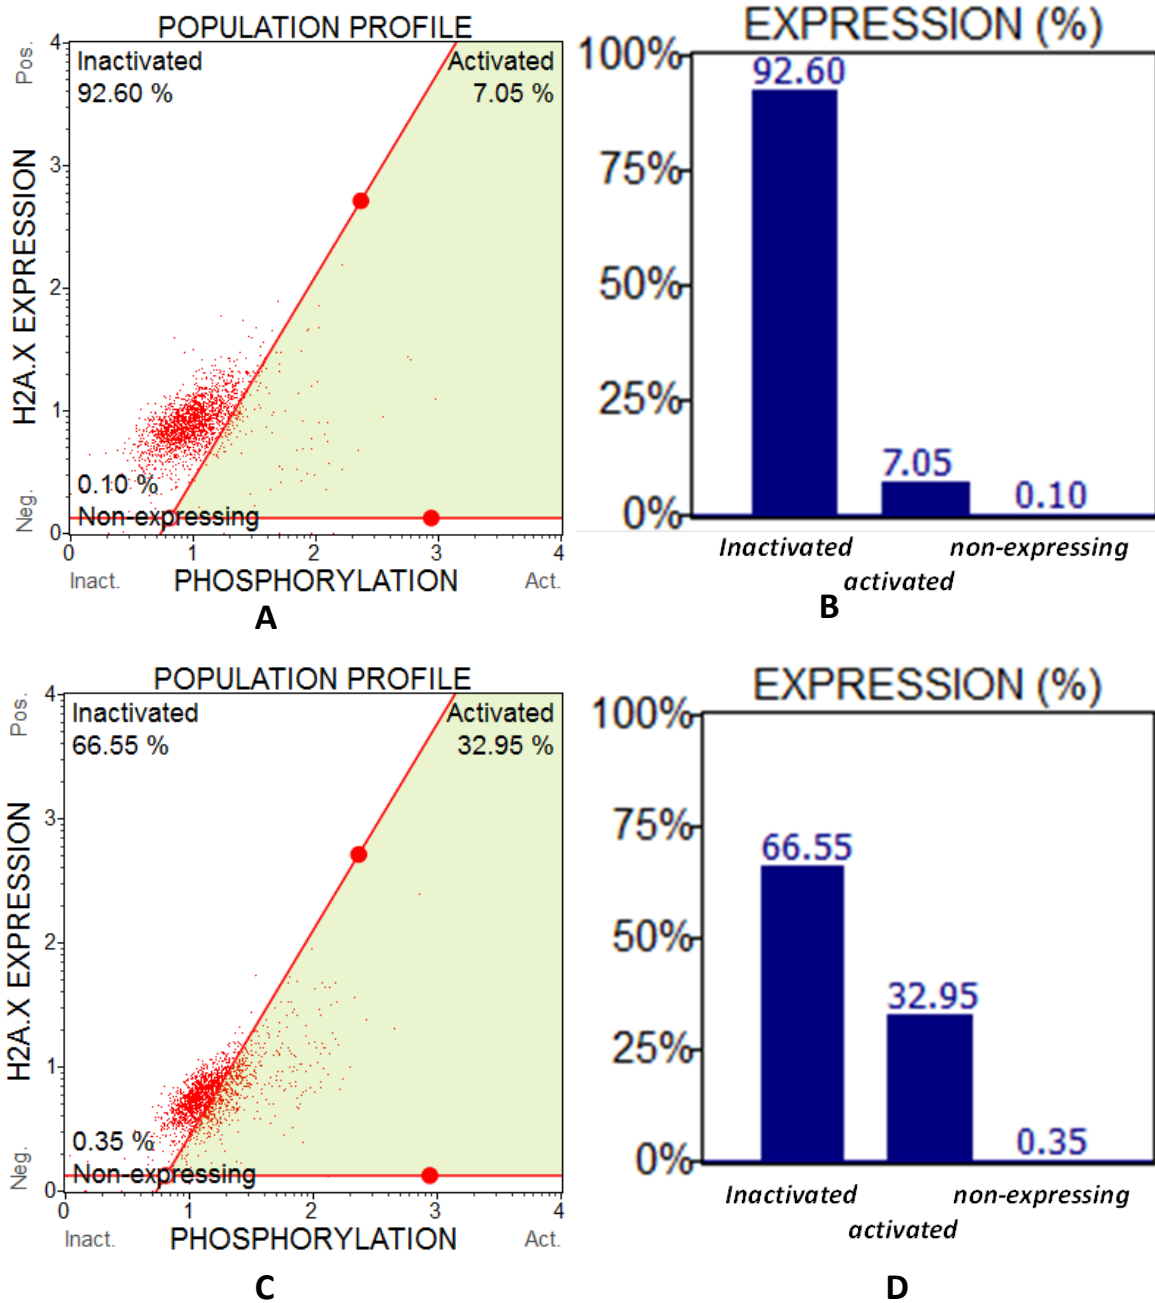 POPULATION PROFILE
Pos.
H2A.X EXPRESSION
Neg.
4
3
2
1
0
Inactivated
92.60 %
Activated
7.05 %
0.10 %
Non-expressing
0 1 2 3 4
Inact. PHOSPHORYLATION Act.
A
EXPRESSION (%)
100%
75%
50%
25%
0%
92.60
7.05
0.10
Inactivated non-expressing
activated
B
POPULATION PROFILE
Pos.
H2A.X EXPRESSION
Neg.
4
3
2
1
0
Inactivated
66.55 %
Activated
32.95 %
0.35 %
Non-expressing
0 1 2 3 4
Inact. PHOSPHORYLATION Act.
C
EXPRESSION (%)
100%
75%
50%
25%
0%
66.55
32.95
0.35
Inactivated non-expressing
activated
D